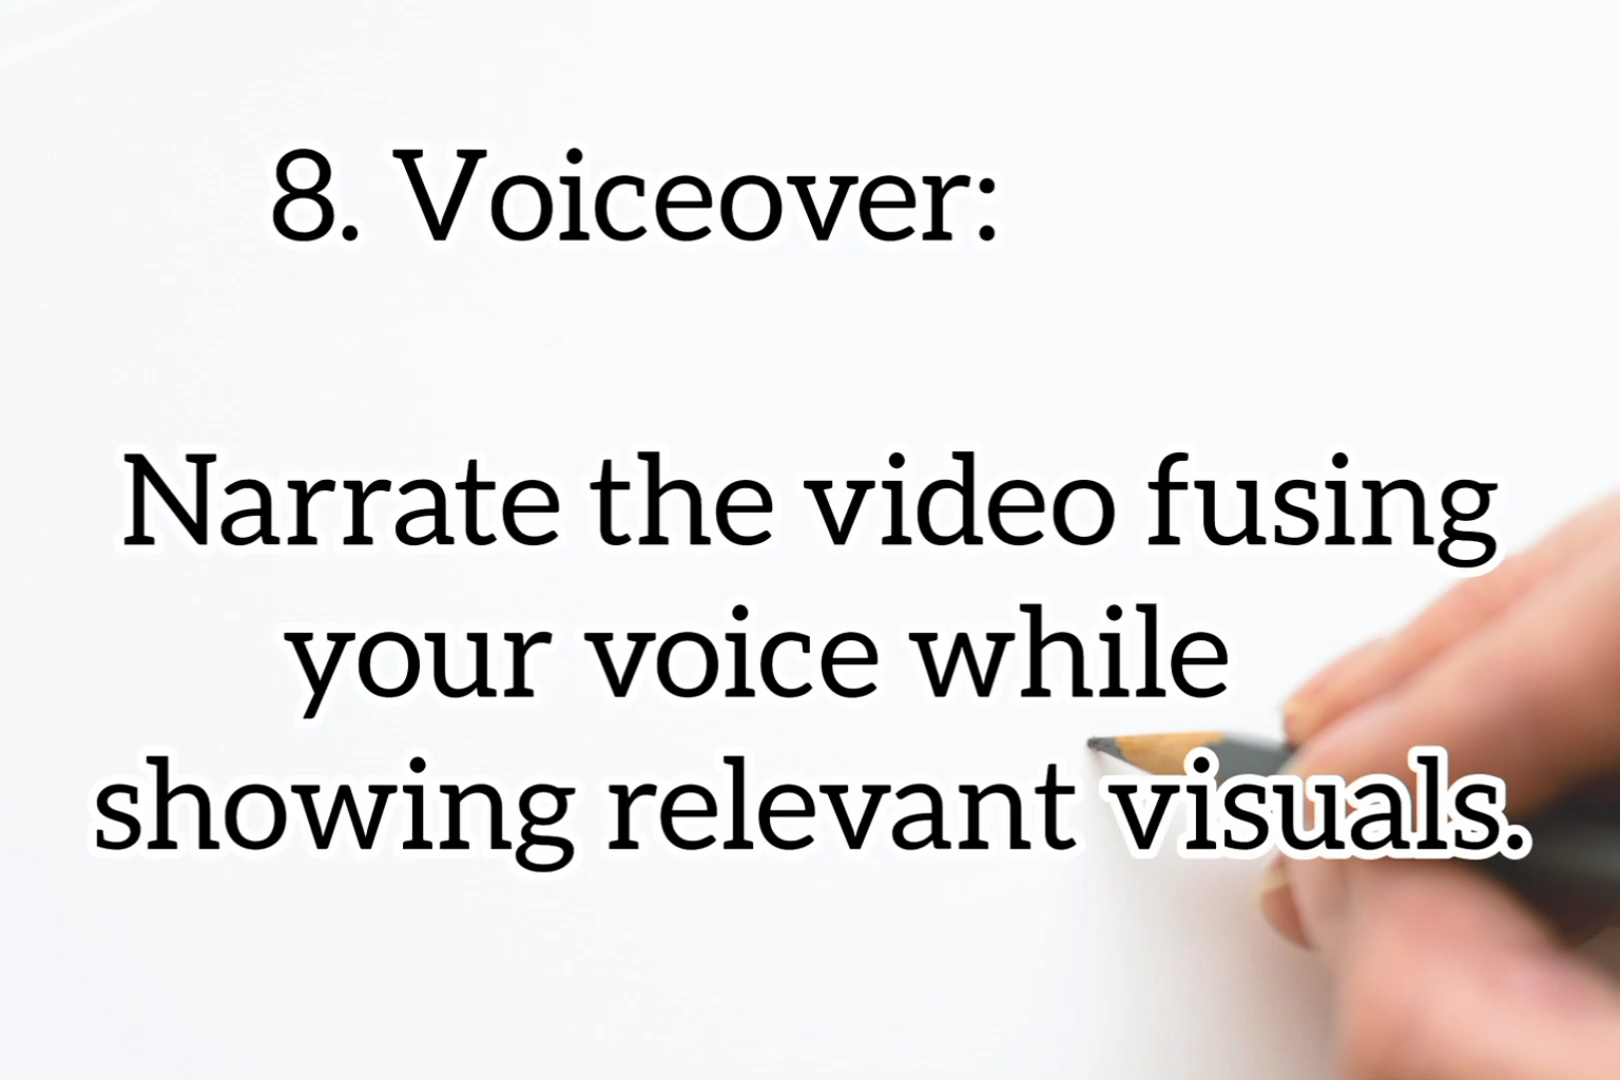 8. Voiceover:
Narrate the video fusing
your voice while
showing relevant visuals.